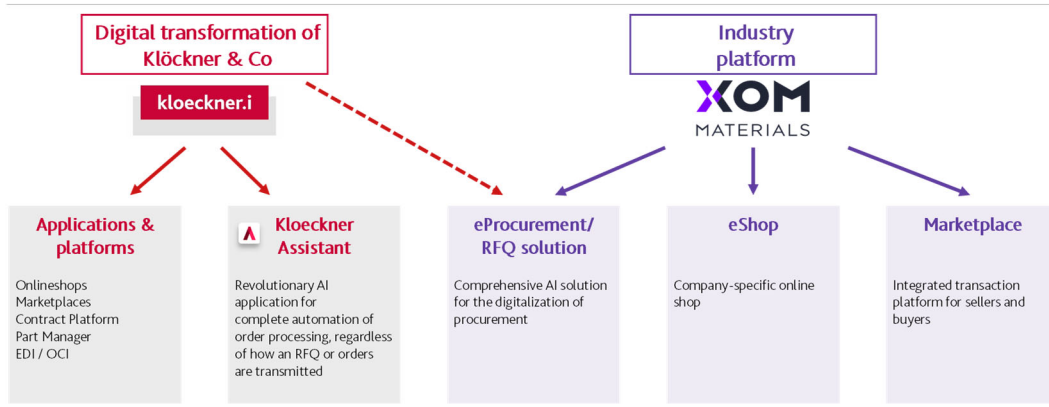 Digital transformation of
Klöckner & Co
kloeckner.i
Industry
platform
XOM
MATERIALS
Applications &
platforms
Onlineshops
Marketplaces
Contract Platform
Part Manager
EDI / OCI
Kloeckner
Assistant
Revolutionary AI
application for
complete automation of
order processing, regardless
of how an RFQ or orders
are transmitted
eProcurement/
RFQ solution
Comprehensive AI solution
for the digitalization of
procurement
eShop
Company-specific online
shop
Marketplace
Integrated transaction
platform for sellers and
buyers